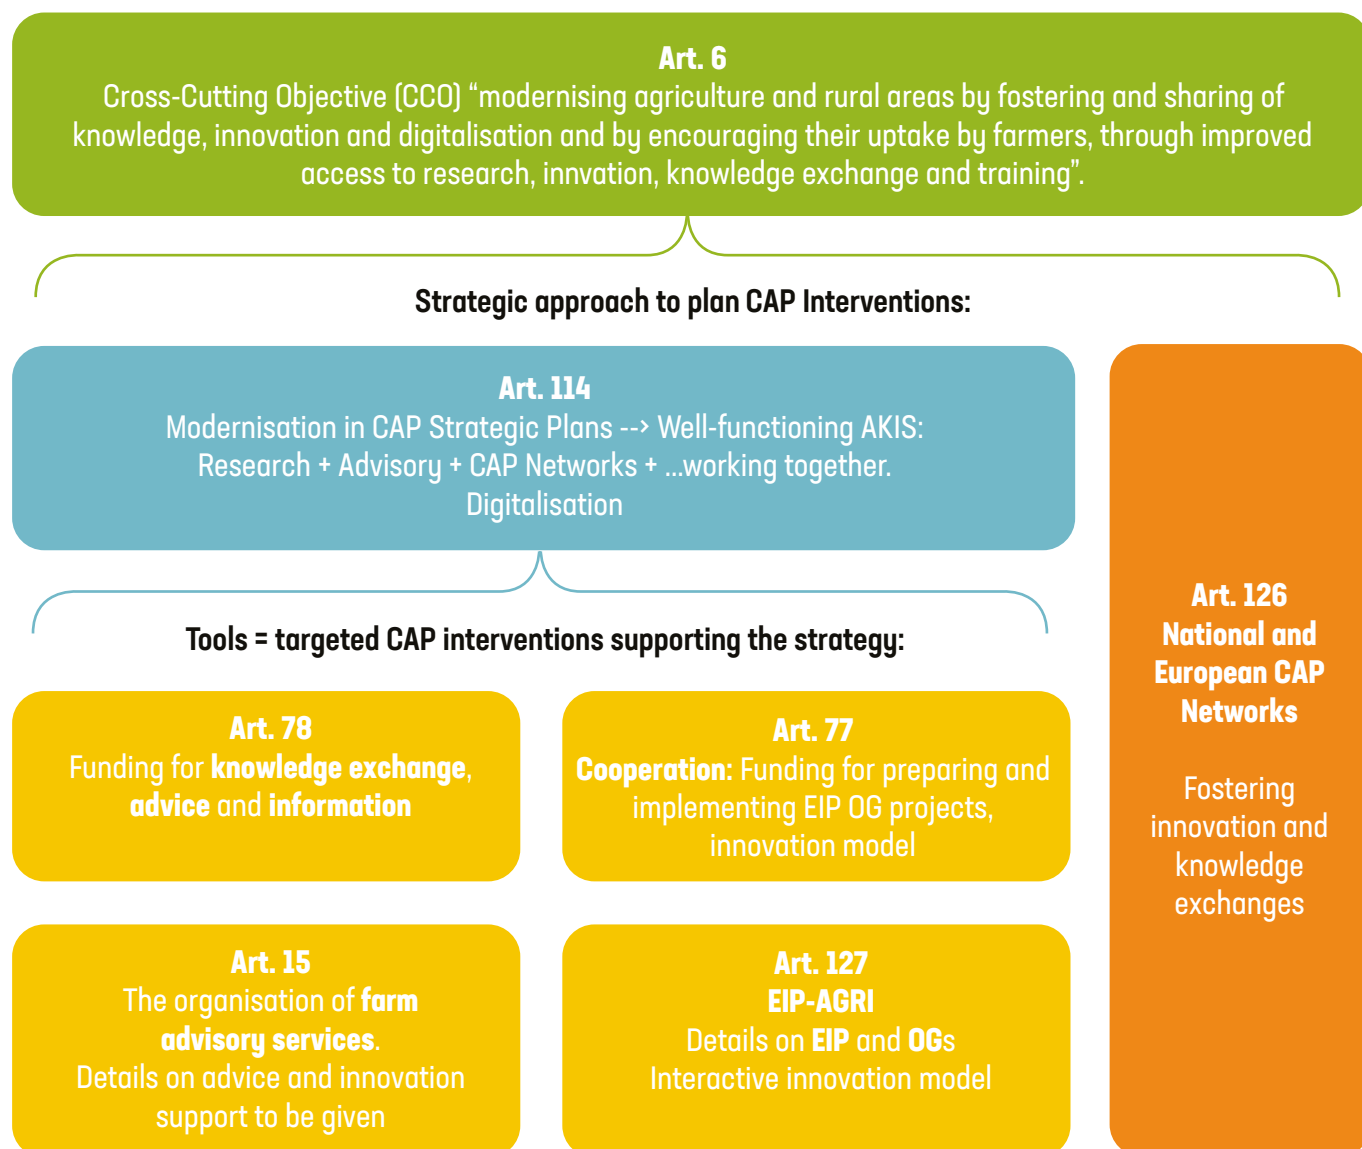 Art. 6
Cross-Cutting Objective (CCO) “modernising agriculture and rural areas by fostering and sharing of
knowledge, innovation and digitalisation and by encouraging their uptake by farmers, through improved
access to research, innvation, knowledge exchange and training”.
Strategic approach to plan CAP Interventions:
Art. 114
Modernisation in CAP Strategic Plans --> Well-functioning AKIS:
Research + Advisory + CAP Networks + ...working together.
Digitalisation
Tools = targeted CAP interventions supporting the strategy:
Art. 78
Funding for knowledge exchange,
advice and information
Art. 77
Cooperation: Funding for preparing and
implementing EIP OG projects,
innovation model
Art. 15
The organisation of farm
advisory services.
Details on advice and innovation
support to be given
Art. 127
EIP-AGRI
Details on EIP and OGs
Interactive innovation model
Art. 126
National and
European CAP
Networks
Fostering
innovation and
knowledge
exchanges